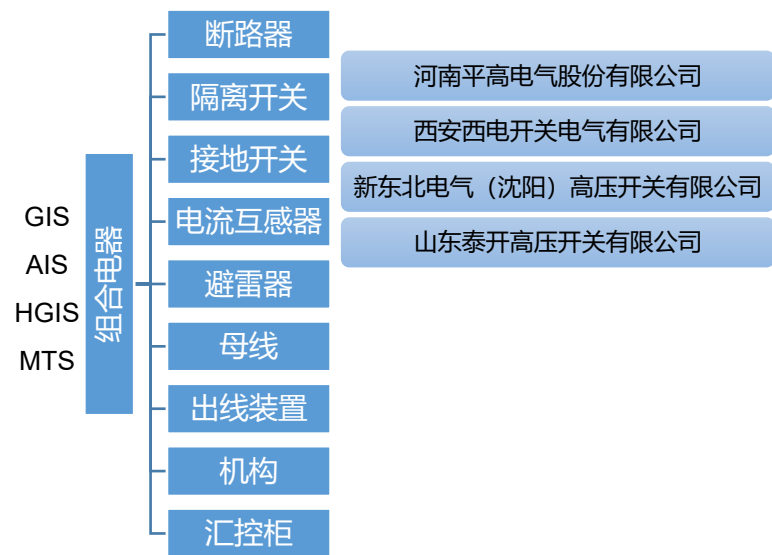 GIS
AIS
HGIS
MTS
组合电器
断路器
隔离开关
接地开关
电流互感器
避雷器
母线
出线装置
机构
汇控柜
河南平高电气股份有限公司
西安西电开关电气有限公司
新东北电气（沈阳）高压开关有限公司
山东泰开高压开关有限公司